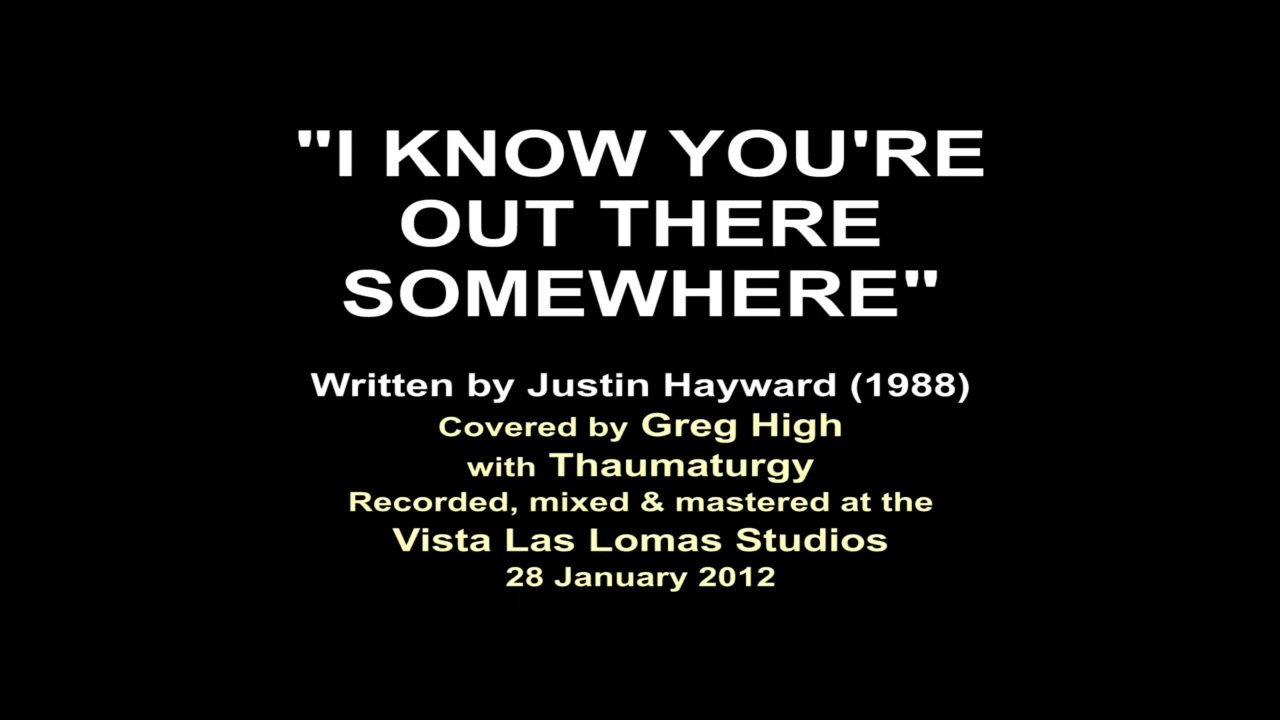 "I KNOW YOU'RE
OUT THERE
SOMEWHERE"
Written by Justin Hayward (1988)
Covered by Greg High
with Thaumaturgy
Recorded, mixed & mastered at the
Vista Las Lomas Studios
28 January 2012